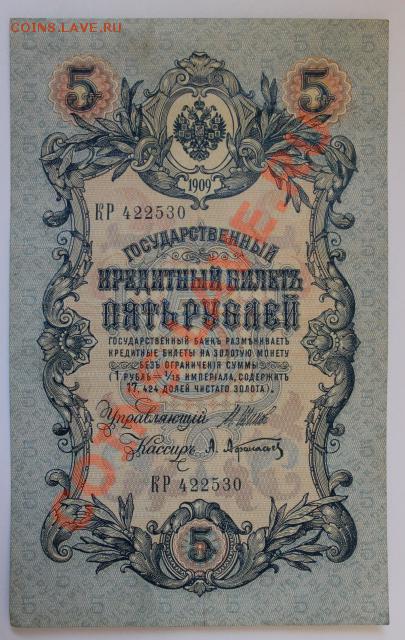 COINS.LAVE.RU
5 5
1909
КР 422530
ГОСУДАРСТВЕННЫЙ
КРЕДИТНЫЙ БИЛЕТЪ
ПЯТЬ РУБЛЕЙ
ГОСУДАРСТВЕННЫЙ БАНКЪ РАЗМѢНИВАЕТЪ
КРЕДИТНЫЕ БИЛЕТЫ НА ЗОЛОТУЮ МОНЕТУ
БЕЗЪ ОГРАНИЧЕНІЯ СУММЫ
(1 РУБЛЬ = 1/15 ИМПЕРІАЛА, СОДЕРЖИТЪ
17,424 ДОЛЕЙ ЧИСТАГО ЗОЛОТА).
Управляющій
Кассиръ
КР 422530
5